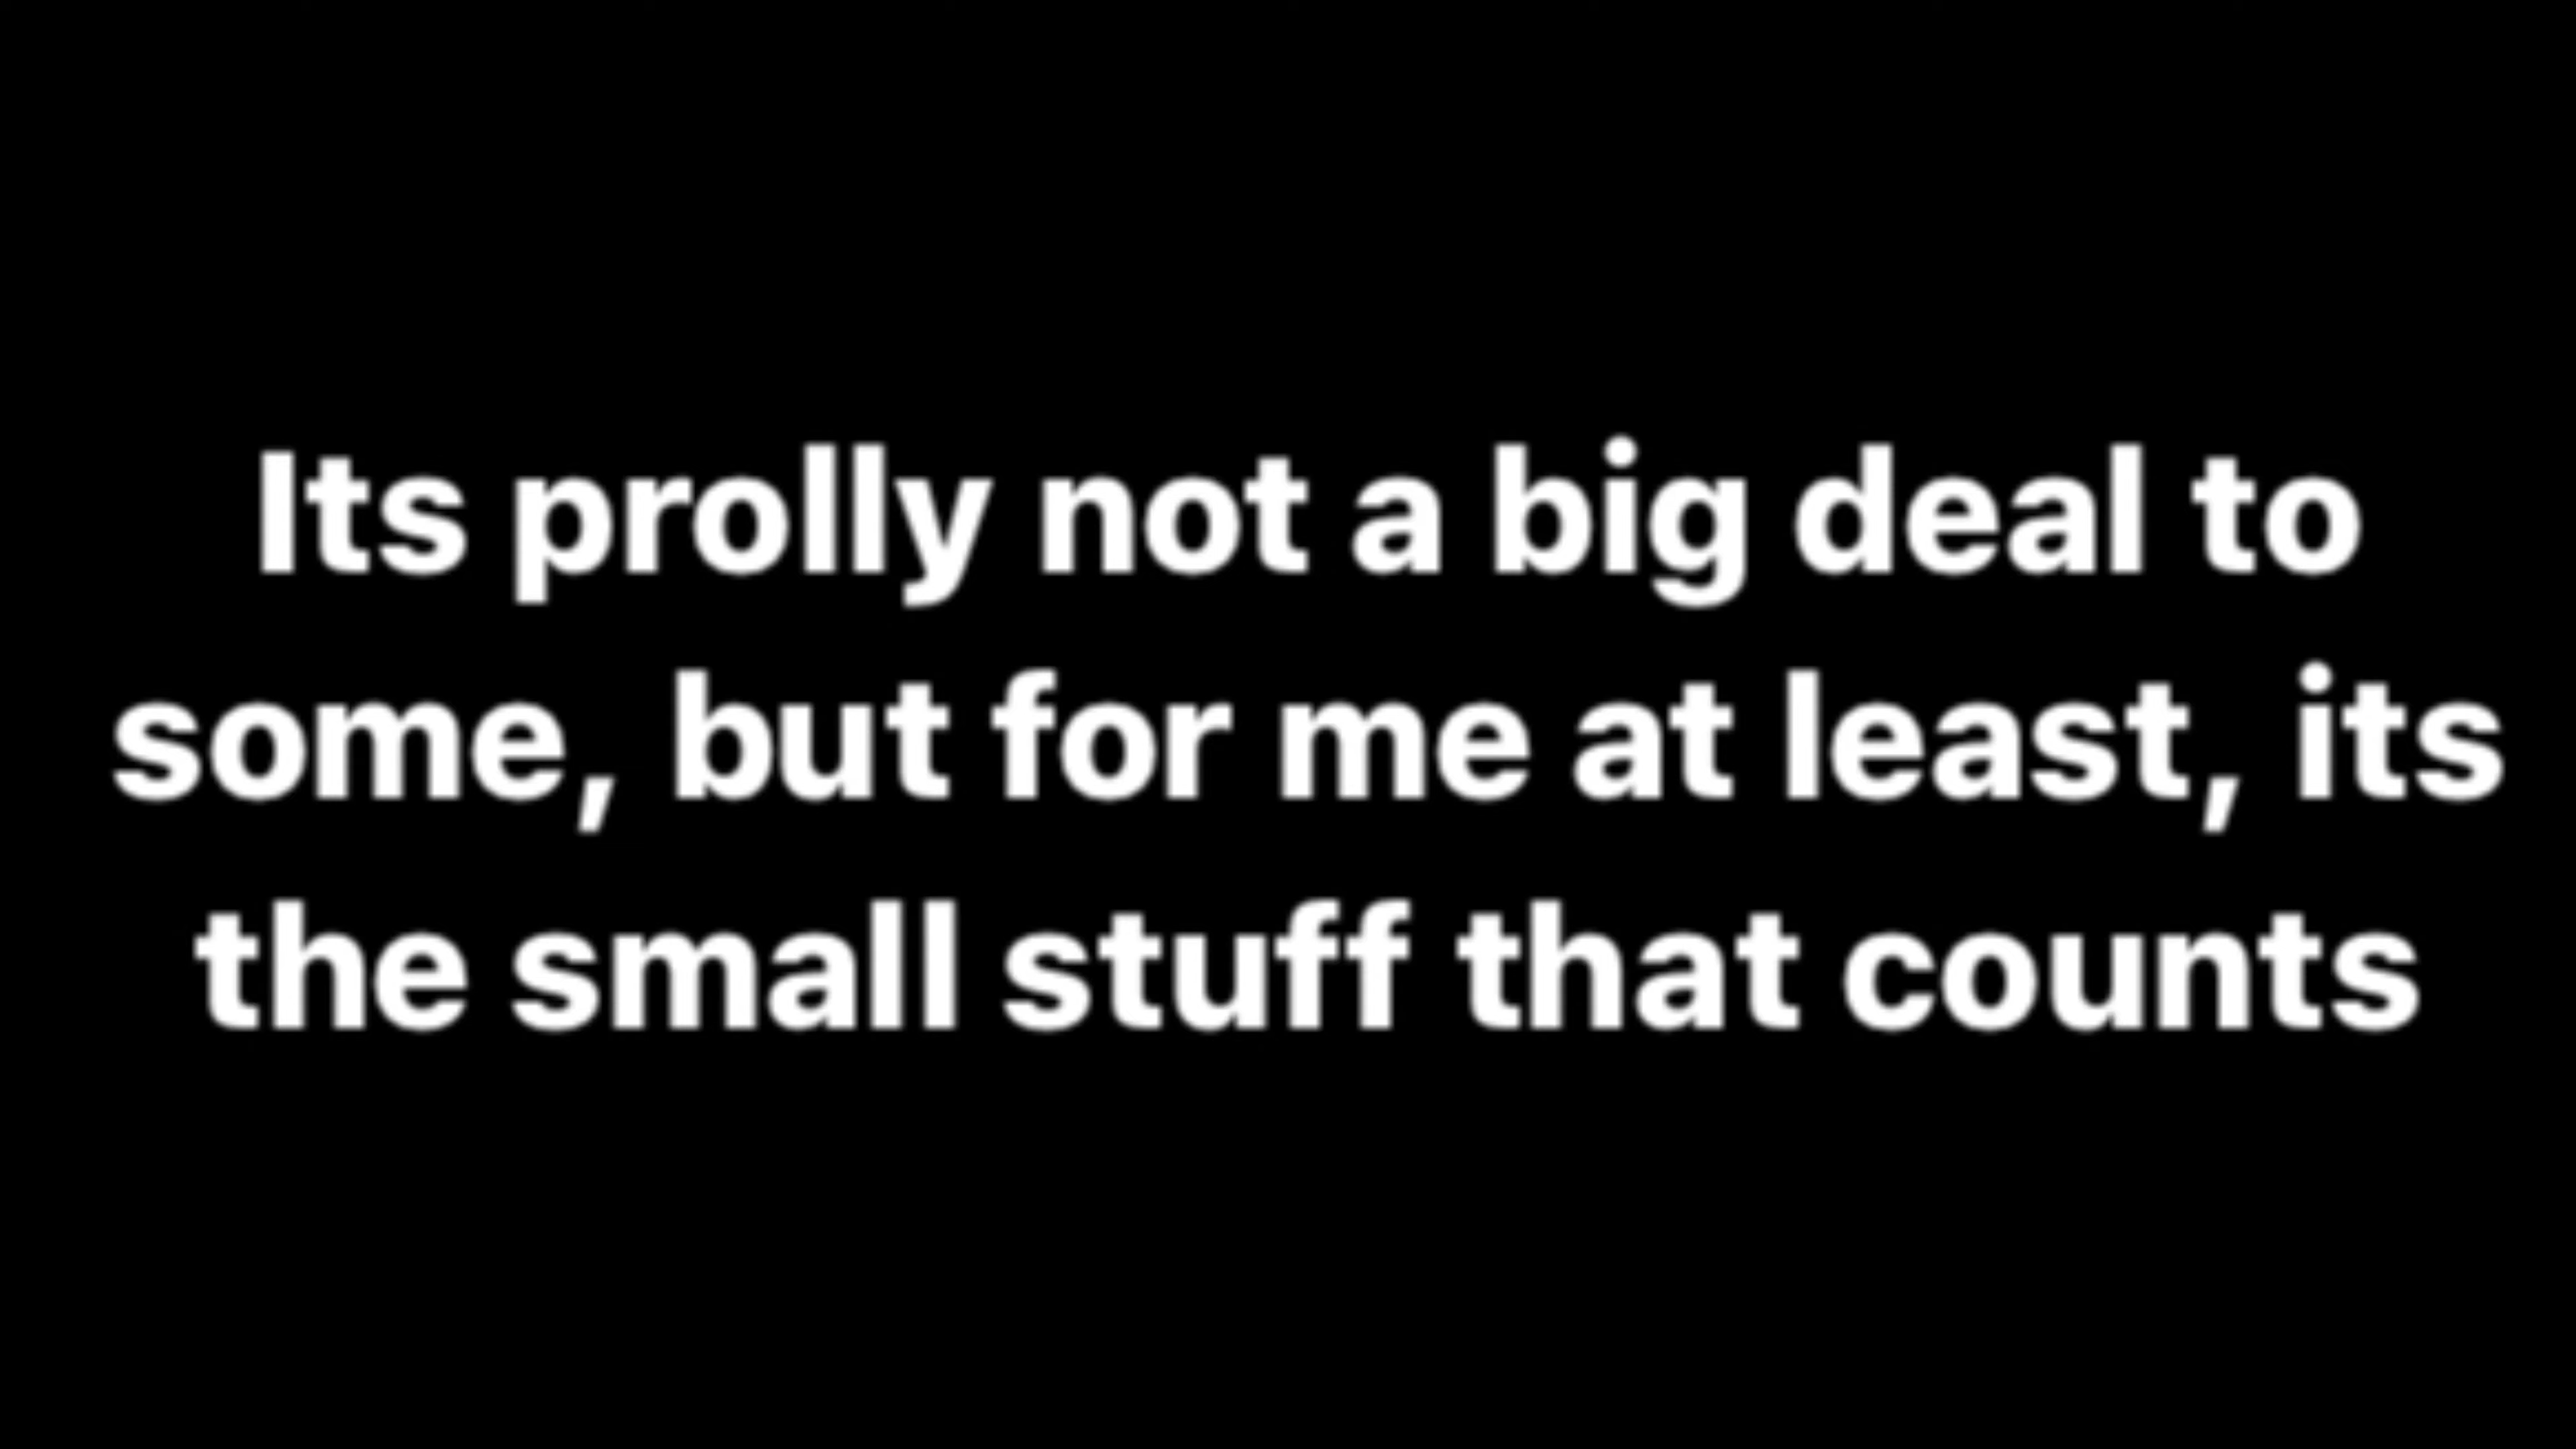 Its prolly not a big deal to
some, but for me at least, its
the small stuff that counts